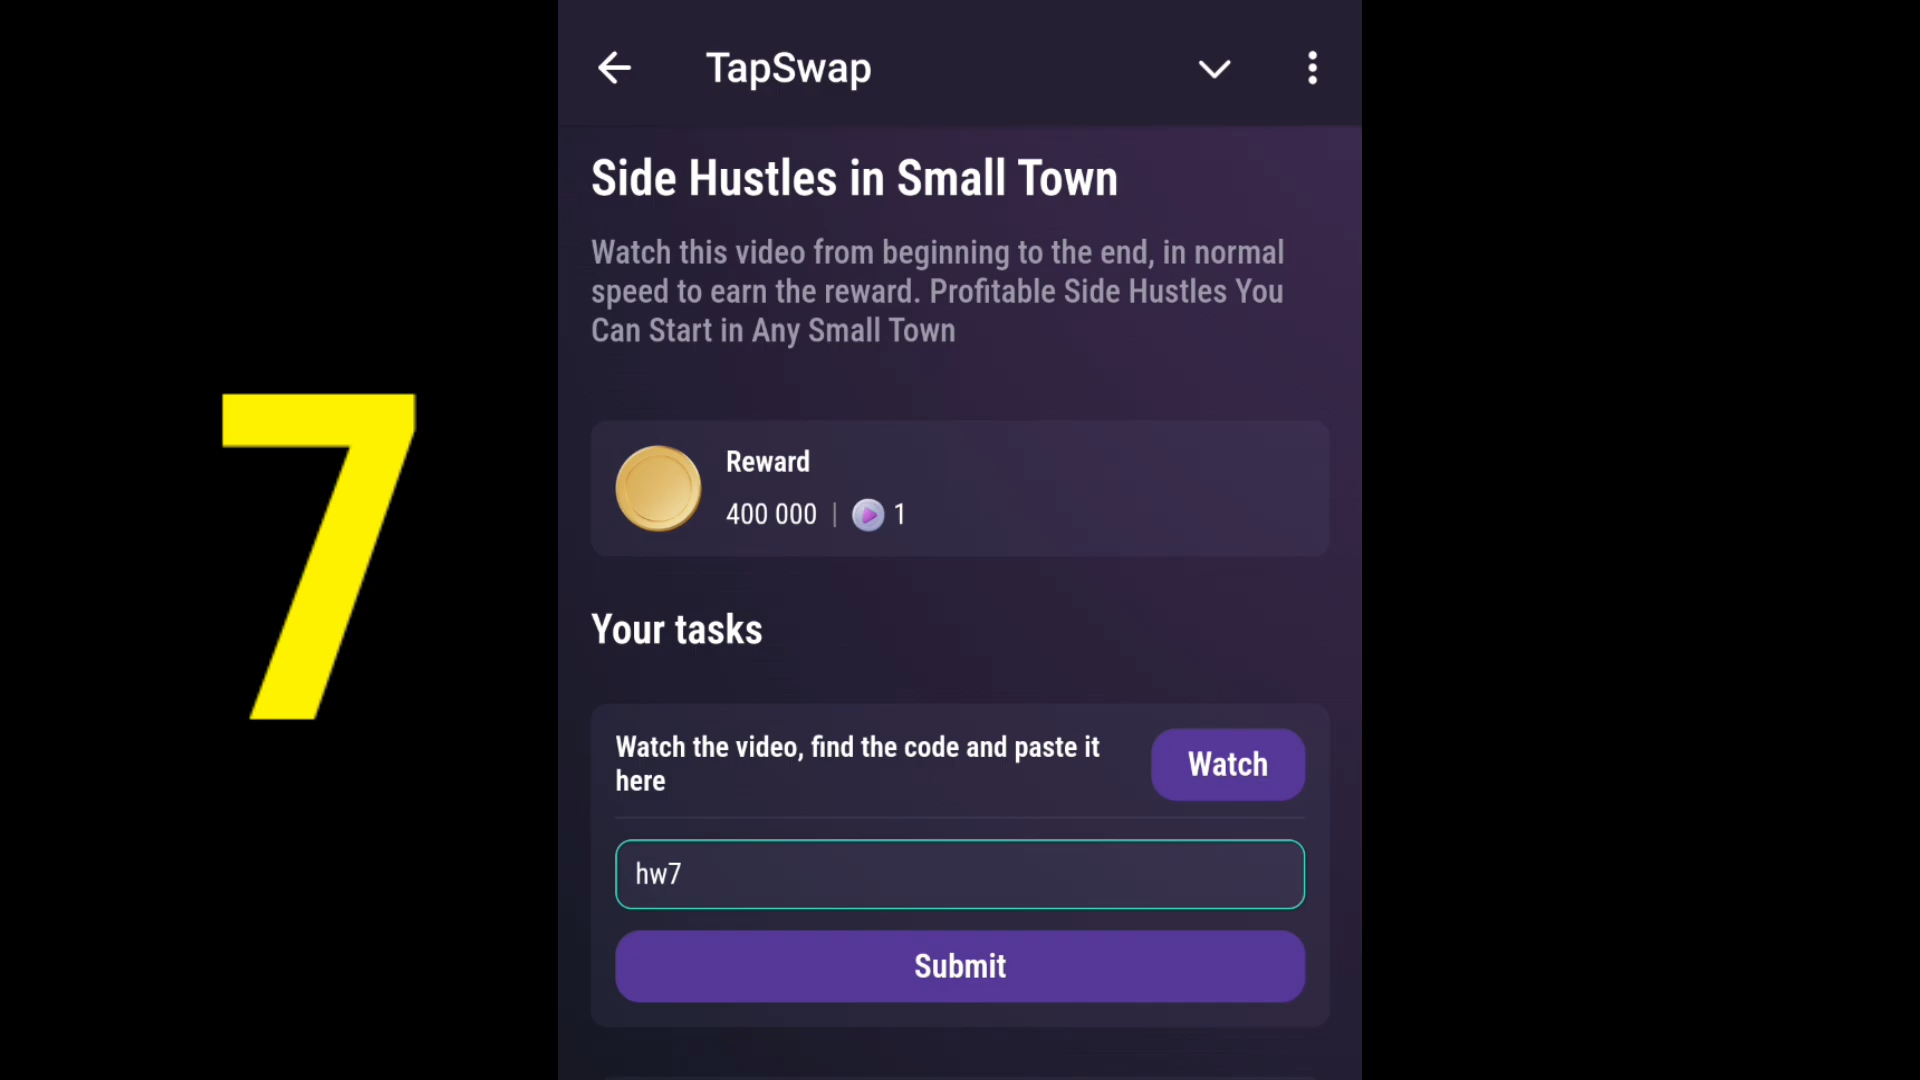 TapSwap
Side Hustles in Small Town
Watch this video from beginning to the end, in normal
speed to earn the reward. Profitable Side Hustles You
Can Start in Any Small Town
7
Reward
400 000 | 1
Your tasks
Watch the video, find the code and paste it
here
Watch
hw7
Submit